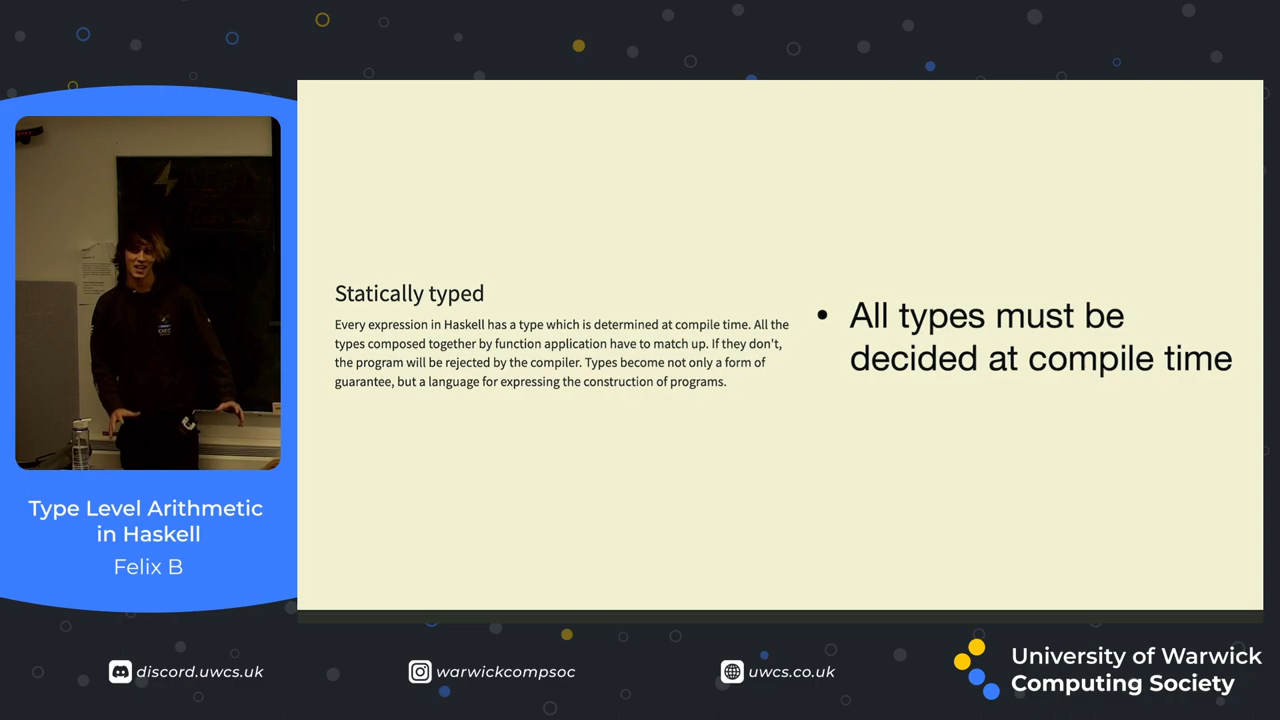 Statically typed
Every expression in Haskell has a type which is determined at compile time. All the
types composed together by function application have to match up. If they don't,
the program will be rejected by the compiler. Types become not only a form of
guarantee, but a language for expressing the construction of programs.
• All types must be
decided at compile time
Type Level Arithmetic
in Haskell
Felix B
discord.uwcs.uk
warwickcompsoc
uwcs.co.uk
University of Warwick
Computing Society